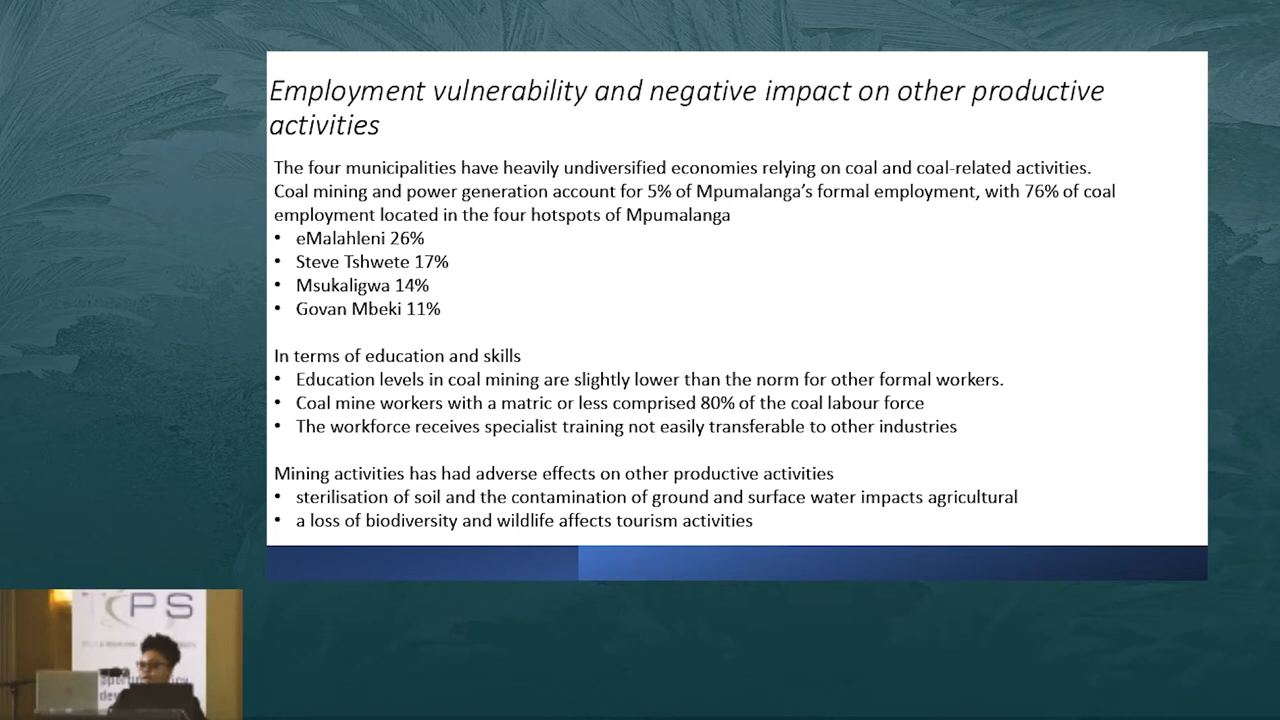 Employment vulnerability and negative impact on other productive
activities
The four municipalities have heavily undiversified economies relying on coal and coal-related activities.
Coal mining and power generation account for 5% of Mpumalanga’s formal employment, with 76% of coal
employment located in the four hotspots of Mpumalanga
• eMalahleni 26%
• Steve Tshwete 17%
• Msukaligwa 14%
• Govan Mbeki 11%
In terms of education and skills
• Education levels in coal mining are slightly lower than the norm for other formal workers.
• Coal mine workers with a matric or less comprised 80% of the coal labour force
• The workforce receives specialist training not easily transferable to other industries
Mining activities has had adverse effects on other productive activities
• sterilisation of soil and the contamination of ground and surface water impacts agricultural
• a loss of biodiversity and wildlife affects tourism activities
PS